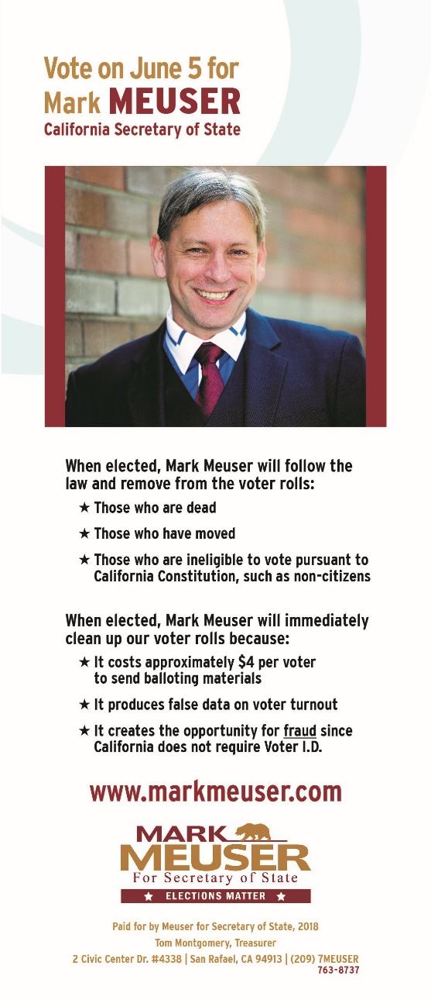 Vote on June 5 for
Mark MEUSER
California Secretary of State
When elected, Mark Meuser will follow the
law and remove from the voter rolls:
★ Those who are dead
★ Those who have moved
★ Those who are ineligible to vote pursuant to
California Constitution, such as non-citizens
When elected, Mark Meuser will immediately
clean up our voter rolls because:
★ It costs approximately $4 per voter
to send balloting materials
★ It produces false data on voter turnout
★ It creates the opportunity for fraud since
California does not require Voter I.D.
www.markmeuser.com
MARK
MEUSER
For Secretary of State
★ ELECTIONS MATTER ★
Paid for by Meuser for Secretary of State, 2018
Tom Montgomery, Treasurer
2 Civic Center Dr. #4338 | San Rafael, CA 94913 | (209) 7MEUSER
763-8737